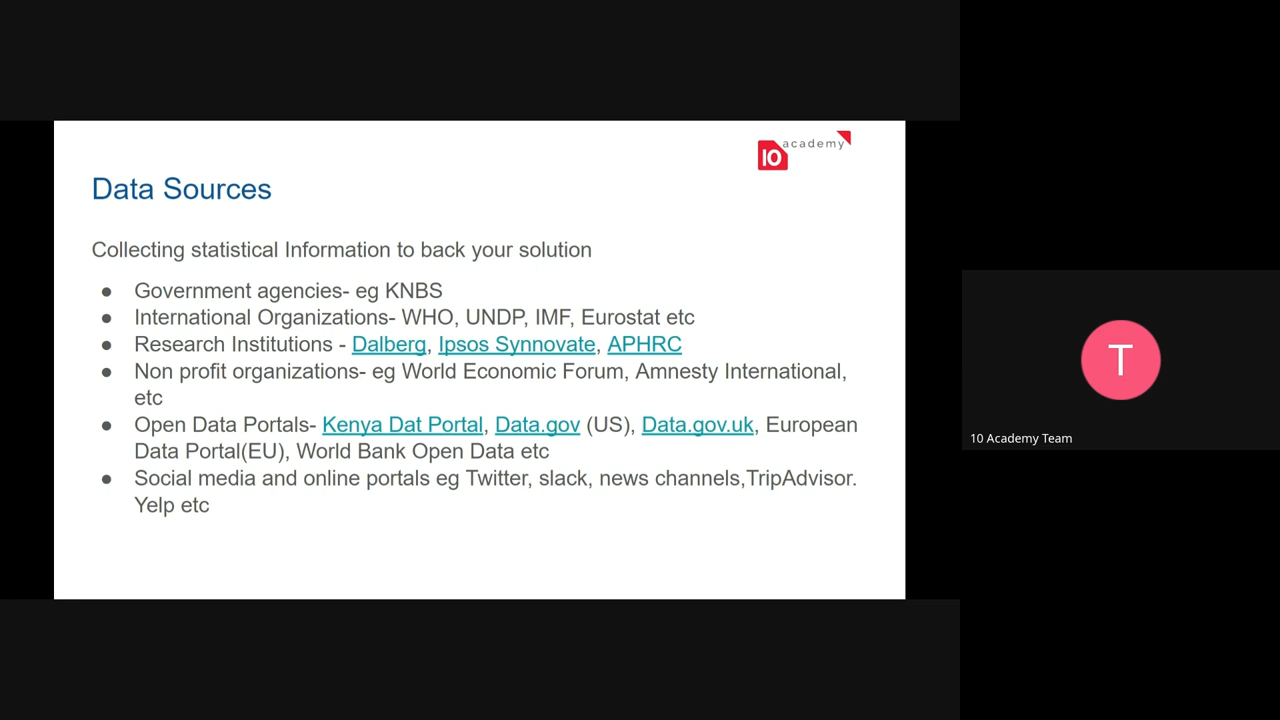 10 academy
Data Sources
Collecting statistical Information to back your solution
● Government agencies- eg KNBS
● International Organizations- WHO, UNDP, IMF, Eurostat etc
● Research Institutions - Dalberg, Ipsos Synnovate, APHRC
● Non profit organizations- eg World Economic Forum, Amnesty International,
etc
● Open Data Portals- Kenya Dat Portal, Data.gov (US), Data.gov.uk, European
Data Portal(EU), World Bank Open Data etc
● Social media and online portals eg Twitter, slack, news channels,TripAdvisor.
Yelp etc
T
10 Academy Team